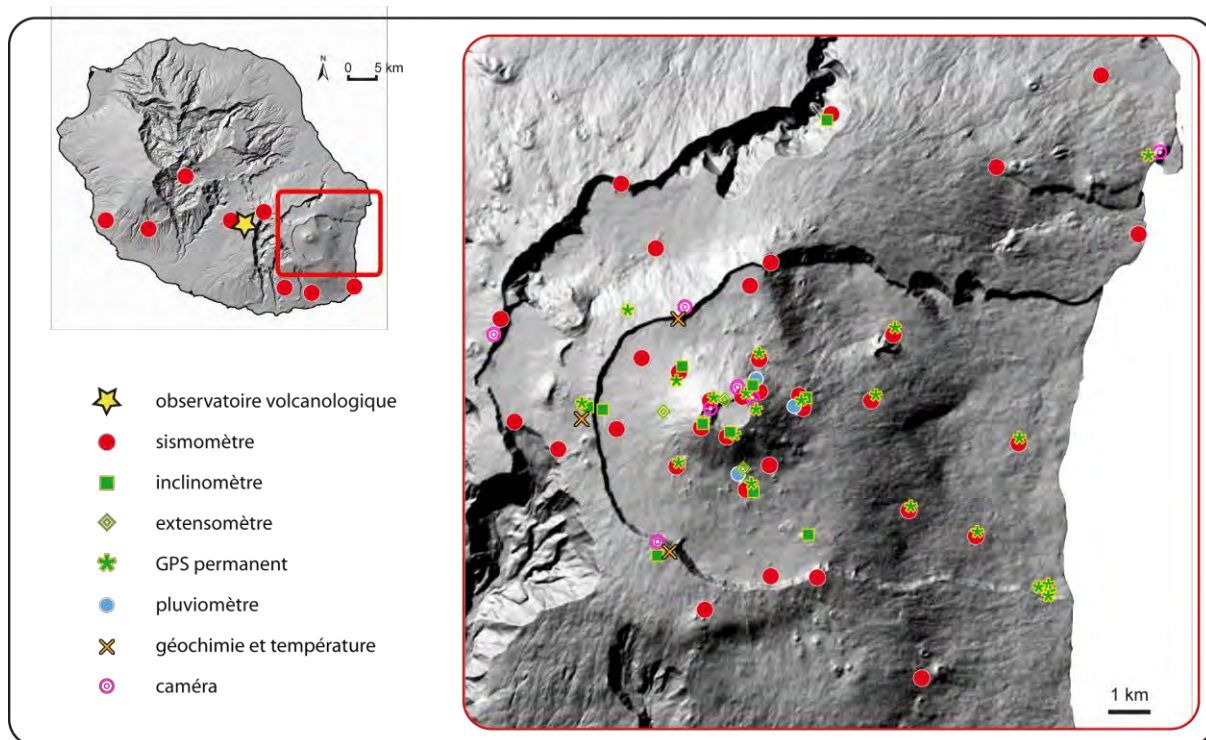 N
0 5 km
observatoire volcanologique
sismomètre
inclinomètre
extensomètre
GPS permanent
pluviomètre
géochimie et température
caméra
1 km